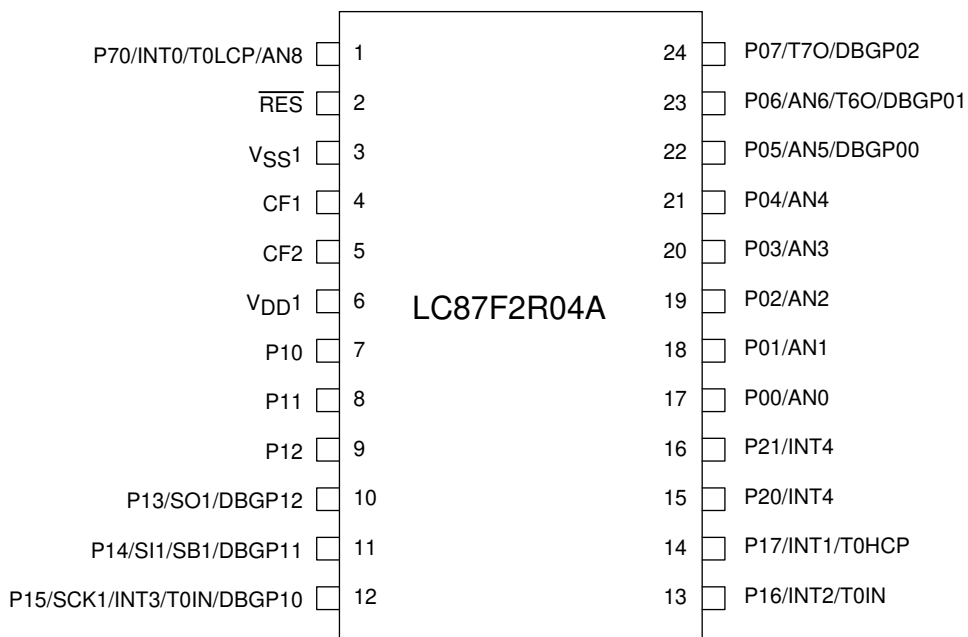 P70/INT0/T0LCP/AN8 1 24 P07/T7O/DBGP02
RES 2 23 P06/AN6/T6O/DBGP01
VSS1 3 22 P05/AN5/DBGP00
CF1 4 21 P04/AN4
CF2 5 20 P03/AN3
VDD1 6 19 P02/AN2
LC87F2R04A
P10 7 18 P01/AN1
P11 8 17 P00/AN0
P12 9 16 P21/INT4
P13/SO1/DBGP12 10 15 P20/INT4
P14/SI1/SB1/DBGP11 11 14 P17/INT1/T0HCP
P15/SCK1/INT3/T0IN/DBGP10 12 13 P16/INT2/T0IN